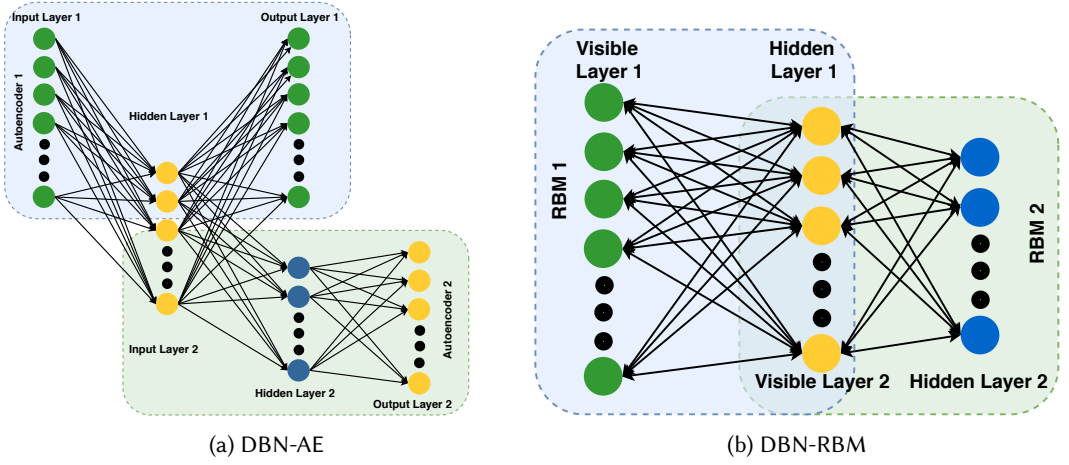 Input Layer 1
Output Layer 1
Autoencoder 1
Hidden Layer 1
Input Layer 2
Hidden Layer 2
Output Layer 2
Autoencoder 2
(a) DBN-AE
Visible
Layer 1
Hidden
Layer 1
RBM 1
RBM 2
Visible Layer 2
Hidden Layer 2
(b) DBN-RBM